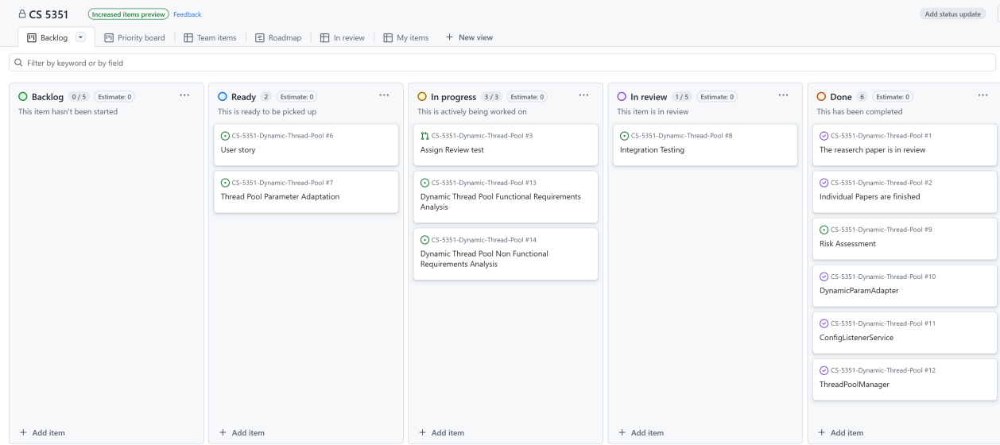 CS 5351
Increased items preview
Feedback
Add status update
Backlog
Priority board
Team items
Roadmap
In review
My items
New view
Filter by keyword or by field
Backlog 0 / 5 Estimate: 0
This item hasn't been started
Add item
Ready 2 Estimate: 0
This is ready to be picked up
CS-5351-Dynamic-Thread-Pool #6
User story
CS-5351-Dynamic-Thread-Pool #7
Thread Pool Parameter Adaptation
Add item
In progress 3 / 3 Estimate: 0
This is actively being worked on
CS-5351-Dynamic-Thread-Pool #3
Assign Review test
CS-5351-Dynamic-Thread-Pool #13
Dynamic Thread Pool Functional Requirements
Analysis
CS-5351-Dynamic-Thread-Pool #14
Dynamic Thread Pool Non Functional
Requirements Analysis
Add item
In review 1 / 5 Estimate: 0
This item is in review
CS-5351-Dynamic-Thread-Pool #8
Integration Testing
Add item
Done 6 Estimate: 0
This has been completed
CS-5351-Dynamic-Thread-Pool #1
The reaserch paper is in review
CS-5351-Dynamic-Thread-Pool #2
Individual Papers are finished
CS-5351-Dynamic-Thread-Pool #9
Risk Assessment
CS-5351-Dynamic-Thread-Pool #10
DynamicParamAdapter
CS-5351-Dynamic-Thread-Pool #11
ConfigListenerService
CS-5351-Dynamic-Thread-Pool #12
ThreadPoolManager
Add item